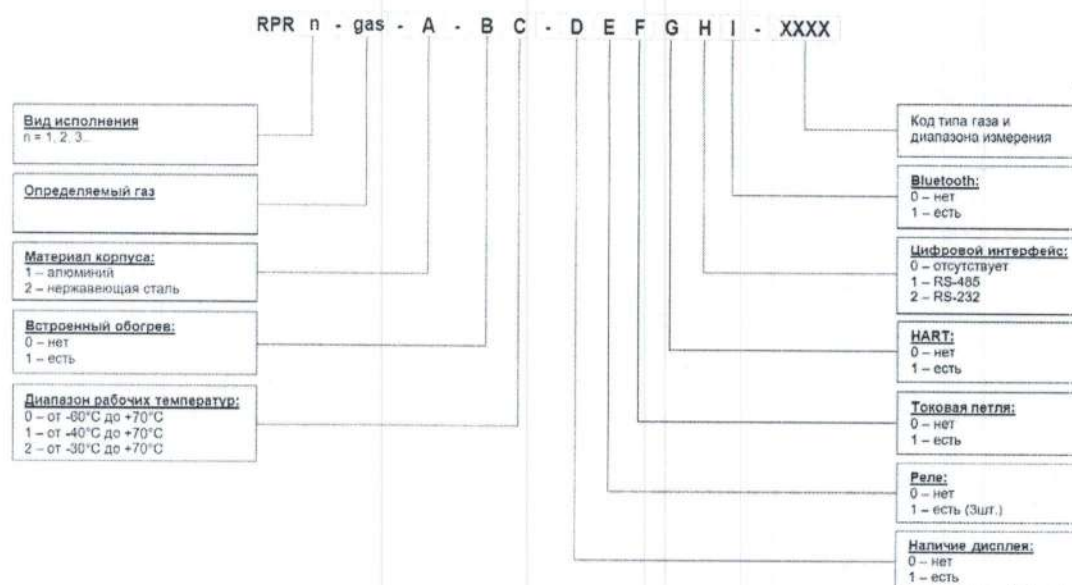 RPR n - gas - A - B C - D E F G H I - XXXX
Вид исполнения
n = 1, 2, 3...
Определяемый газ
Материал корпуса:
1 – алюминий
2 – нержавеющая сталь
Встроенный обогрев:
0 – нет
1 – есть
Диапазон рабочих температур:
0 – от -60°C до +70°C
1 – от -40°C до +70°C
2 – от -30°C до +70°C
Код типа газа и
диапазона измерения
Bluetooth:
0 – нет
1 – есть
Цифровой интерфейс:
0 – отсутствует
1 – RS-485
2 – RS-232
HART:
0 – нет
1 – есть
Токовая петля:
0 – нет
1 – есть
Реле:
0 – нет
1 – есть (3шт.)
Наличие дисплея:
0 – нет
1 – есть